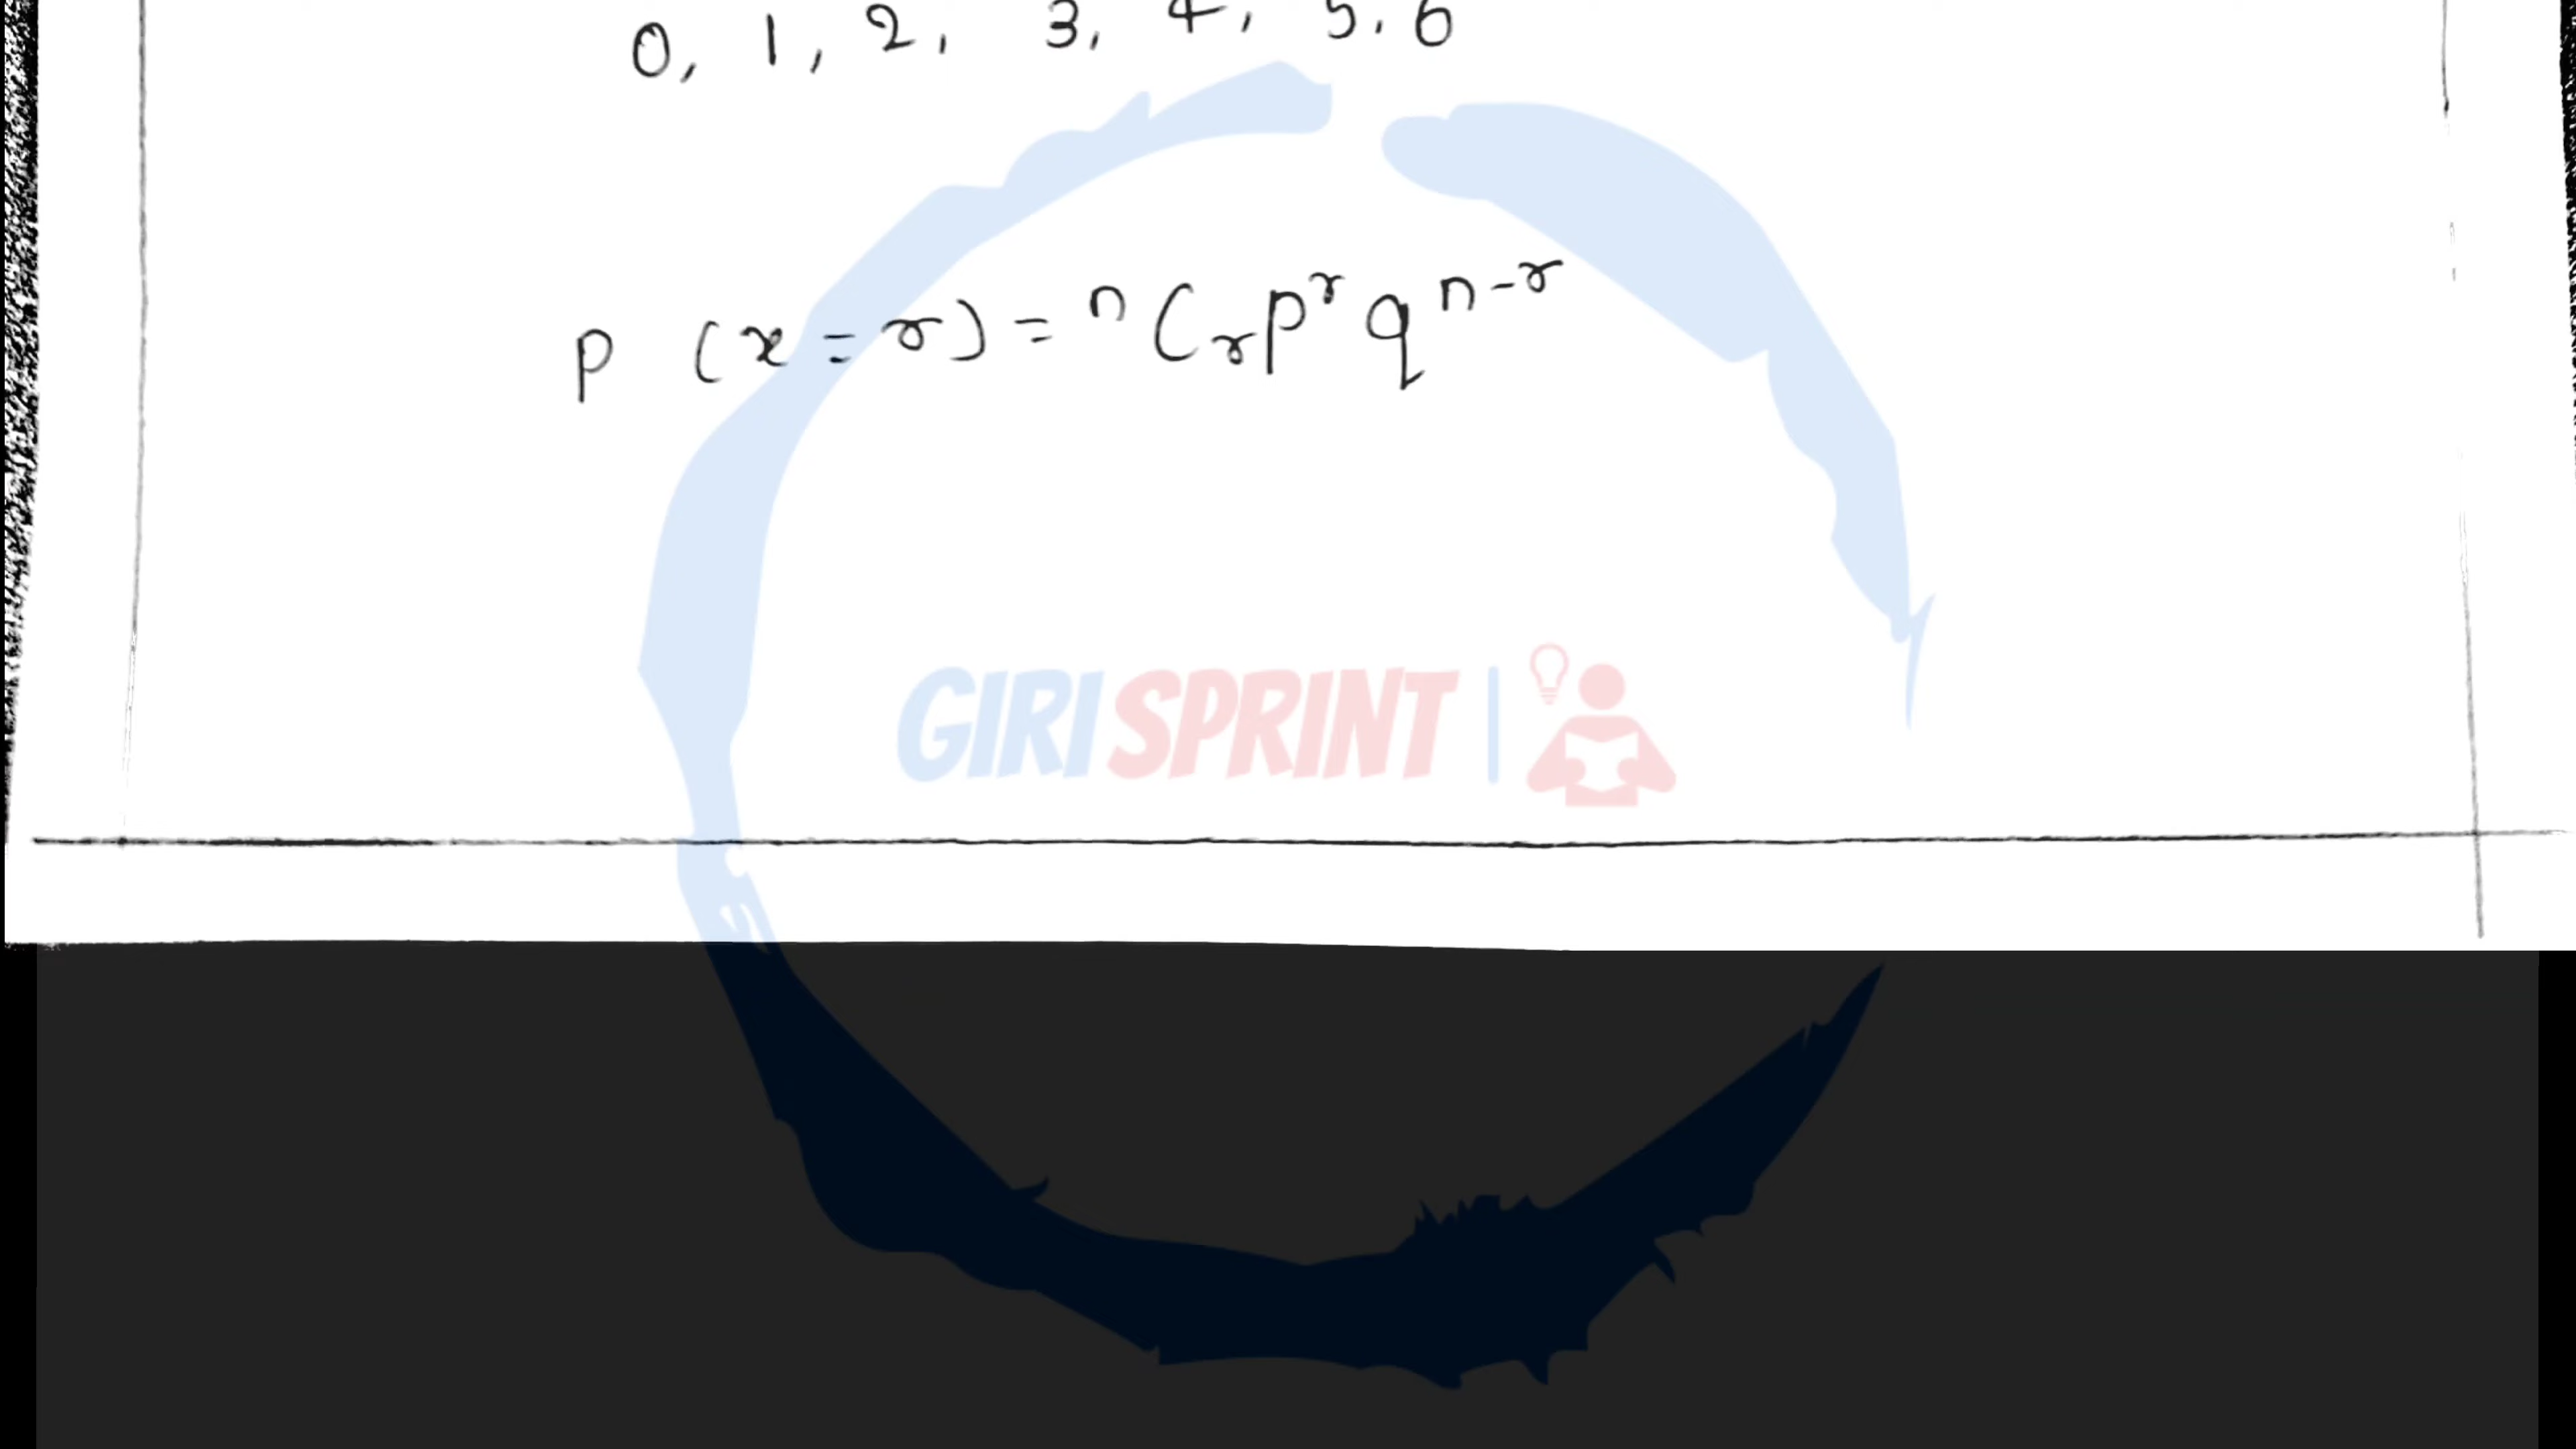 0, 1, 2, 3, 4, 5, 6
p (x = r) = ⁿCᵣ pʳ qⁿ⁻ʳ
GIRISPRINT